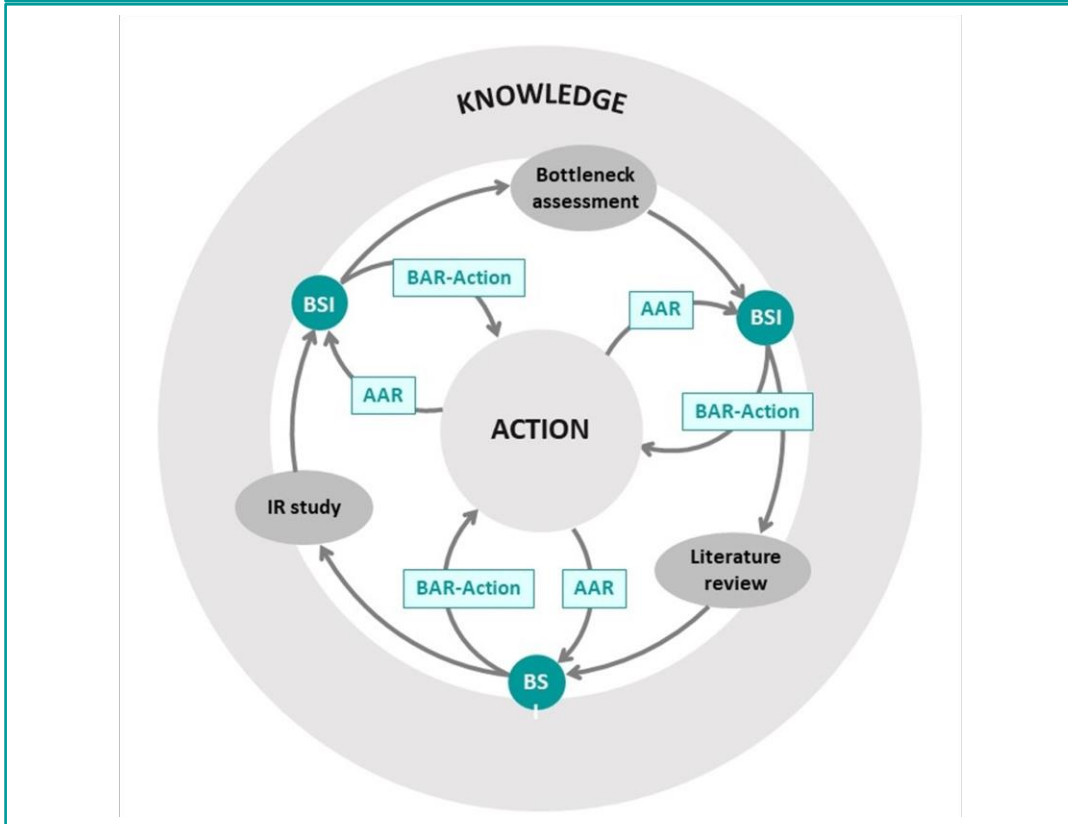 KNOWLEDGE
Bottleneck
assessment
BAR-Action
BSI
AAR
BSI
AAR
BAR-Action
ACTION
IR study
Literature
review
BAR-Action
AAR
BS
I